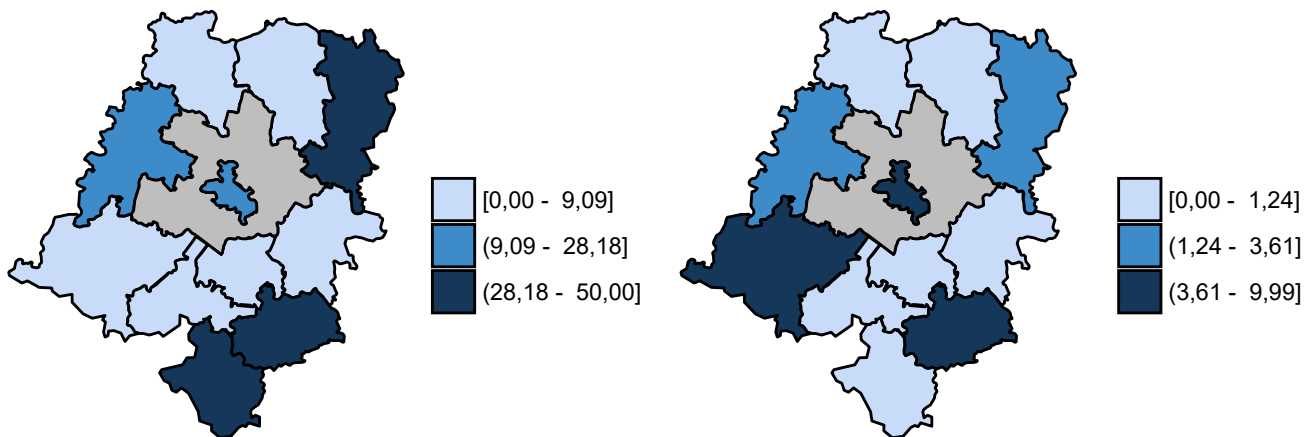 [0,00 - 9,09]
(9,09 - 28,18]
(28,18 - 50,00]
[0,00 - 1,24]
(1,24 - 3,61]
(3,61 - 9,99]